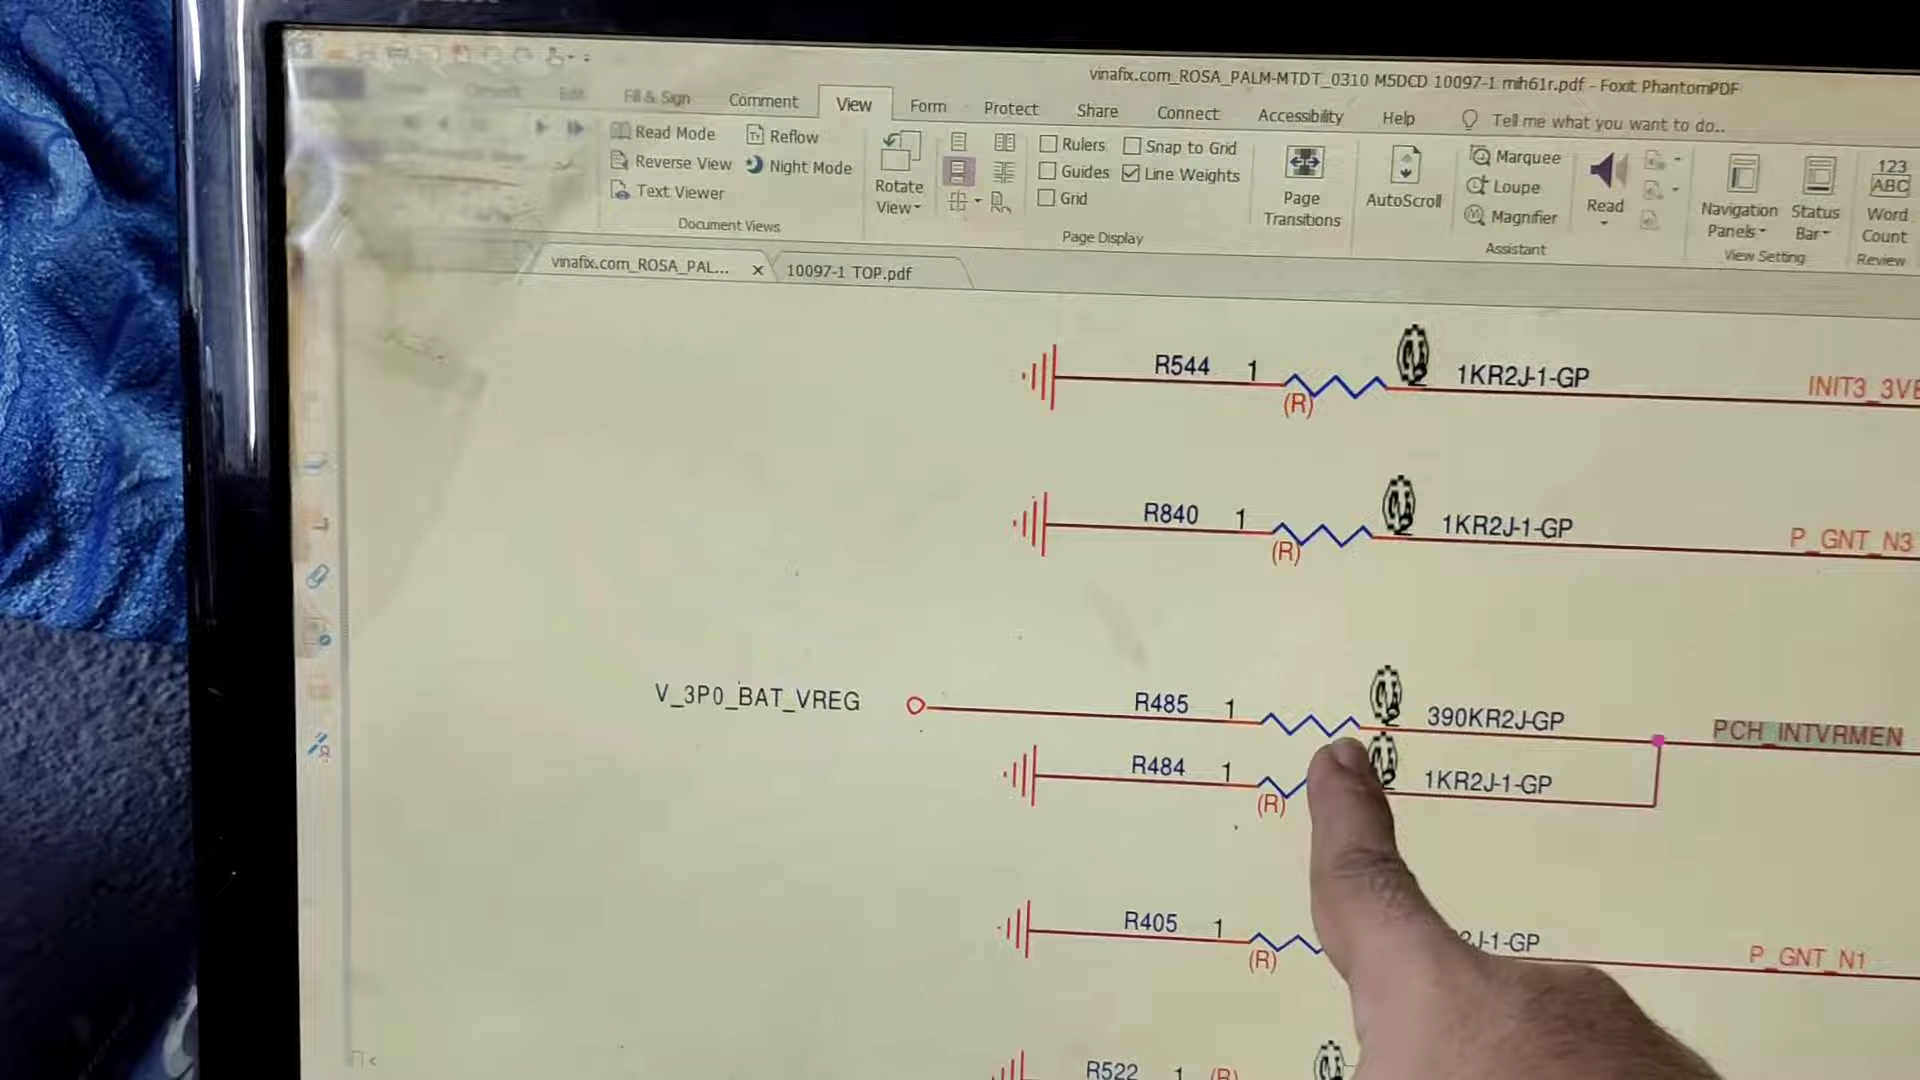 vinafix.com_ROSA_PALM-MTDT_0310 M5DCD 10097-1 mih61r.pdf - Foxit PhantomPDF
Fill & Sign Comment View Form Protect Share Connect Accessibility Help Tell me what you want to do..
Read Mode Reflow
Reverse View Night Mode
Text Viewer
Document Views
Rotate
View
Rulers Snap to Grid
Guides Line Weights
Grid
Page Display
Page
Transitions
AutoScroll
Marquee
Loupe
Magnifier
Assistant
Read
Navigation
Panels
Status
Bar
View Setting
123
ABC
Word
Count
Review
vinafix.com_ROSA_PAL... × 10097-1 TOP.pdf
R544 1 1KR2J-1-GP INIT3_3V
(R)
R840 1 1KR2J-1-GP P_GNT_N3
(R)
V_3P0_BAT_VREG R485 1 390KR2J-GP PCH_INTVRMEN
R484 1 1KR2J-1-GP
(R)
R405 1 2J-1-GP P_GNT_N1
(R)
R522 1 (R)